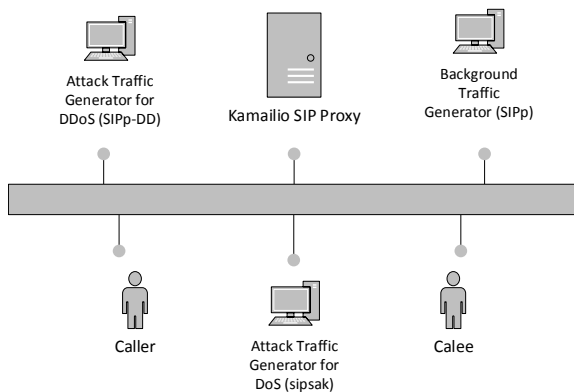 Attack Traffic
Generator for
DDoS (SIPp-DD)
Kamailio SIP Proxy
Background
Traffic
Generator (SIPp)
Caller
Attack Traffic
Generator for
DoS (sipsak)
Calee